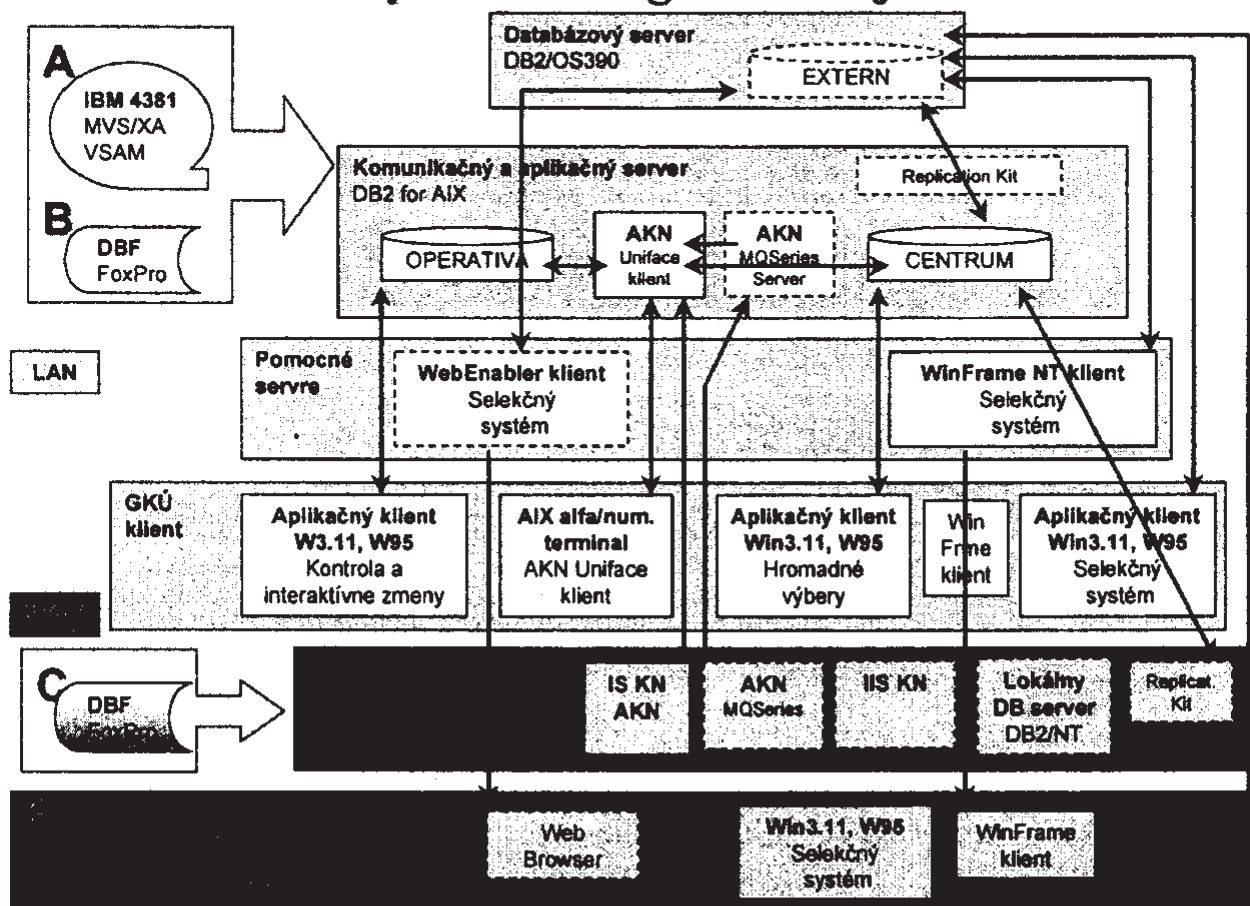 Databázový server
DB2/OS390
EXTERN
A
IBM 4381
MVS/XA
VSAM
B
DBF
FoxPro
Komunikačný a aplikačný server
DB2 for AIX
Replication Kit
OPERATIVA
AKN
Uniface
klient
AKN
MQSeries
Server
CENTRUM
LAN
Pomocné
servre
WebEnabler klient
Selekčný
systém
WinFrame NT klient
Selekčný
systém
GKÚ
klient
Aplikačný klient
W3.11, W95
Kontrola a
interaktívne zmeny
AIX alfa/num.
terminal
AKN Uniface
klient
Aplikačný klient
Win3.11, W95
Hromadné
výbery
Win
Frme
klient
Aplikačný klient
Win3.11, W95
Selekčný
systém
C
DBF
FoxPro
IS KN
AKN
AKN
MQSeries
IIS KN
Lokálny
DB server
DB2/NT
Replicat.
Kit
Web
Browser
Win3.11, W95
Selekčný
systém
WinFrame
klient